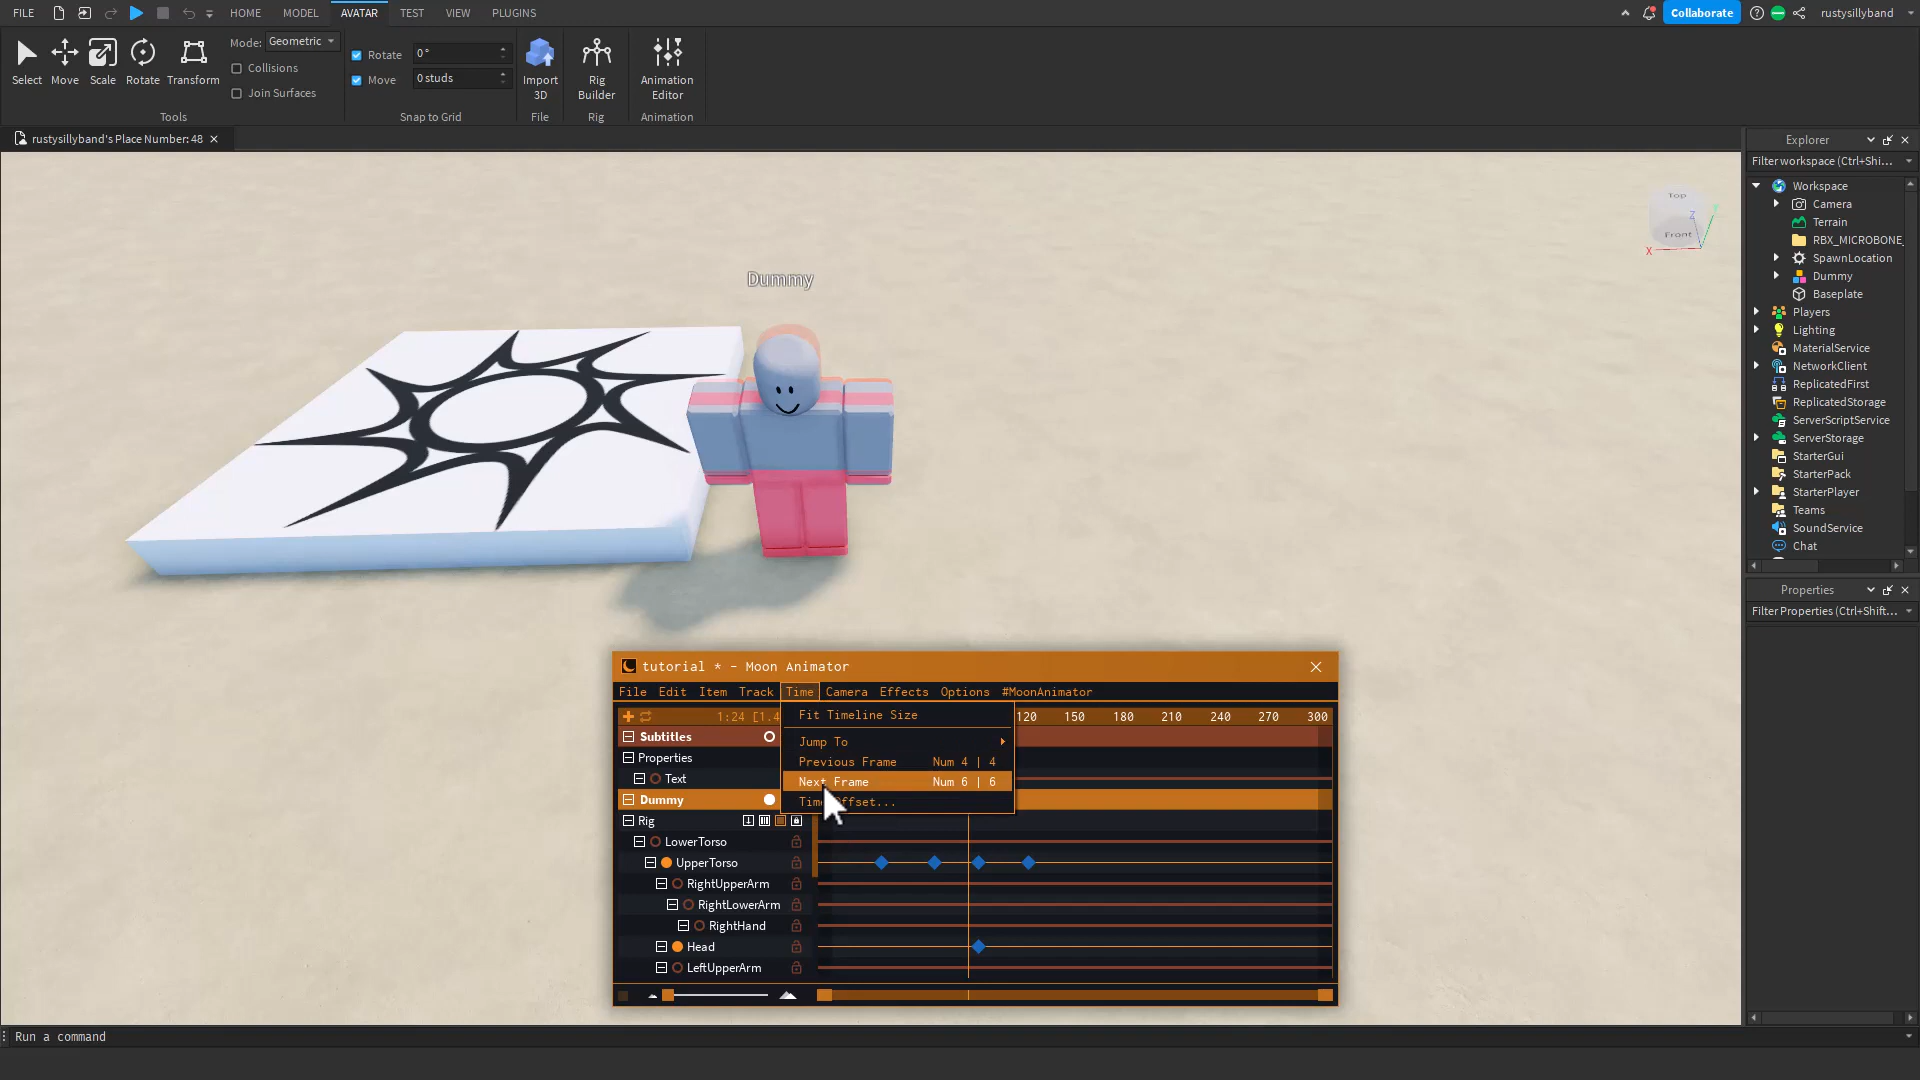 FILE HOME MODEL AVATAR TEST VIEW PLUGINS Collaborate rustysillyband
Select Move Scale Rotate Transform
Mode: Geometric
Collisions
Join Surfaces
Tools
Rotate 0°
Move 0 studs
Snap to Grid
Import 3D
File
Rig Builder
Rig
Animation Editor
Animation
rustysillyband's Place Number: 48
Dummy
Top
Front
X
Z
Y
Explorer
Filter workspace (Ctrl+Shi...
Workspace
Camera
Terrain
RBX_MICROBONE_
SpawnLocation
Dummy
Baseplate
Players
Lighting
MaterialService
NetworkClient
ReplicatedFirst
ReplicatedStorage
ServerScriptService
ServerStorage
StarterGui
StarterPack
StarterPlayer
Teams
SoundService
Chat
Properties
Filter Properties (Ctrl+Shift...
tutorial * - Moon Animator
File Edit Item Track Time Camera Effects Options #MoonAnimator
1:24 [1.4 120 150 180 210 240 270 300
Fit Timeline Size
Jump To
Previous Frame Num 4 | 4
Next Frame Num 6 | 6
Subtitles
Properties
Text
Dummy
Rig
LowerTorso
UpperTorso
RightUpperArm
RightLowerArm
RightHand
Head
LeftUpperArm
Run a command